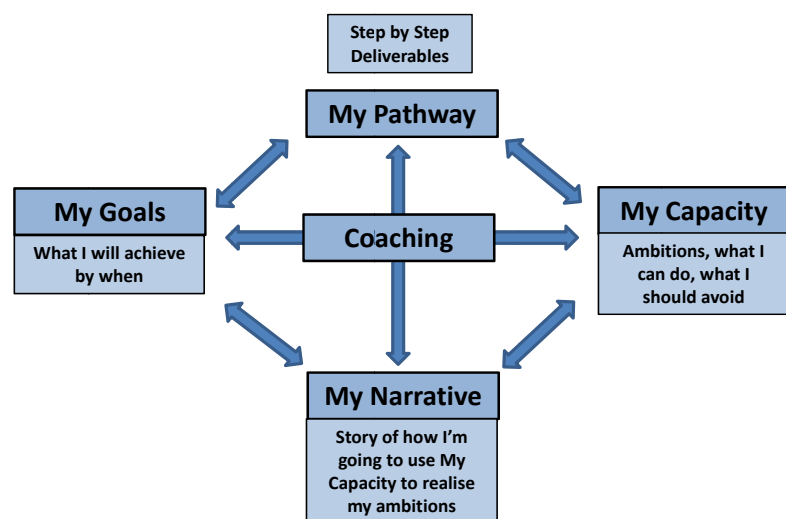 Step by Step
Deliverables
My Pathway
My Goals
What I will achieve
by when
Coaching
My Capacity
Ambitions, what I
can do, what I
should avoid
My Narrative
Story of how I’m
going to use My
Capacity to realise
my ambitions